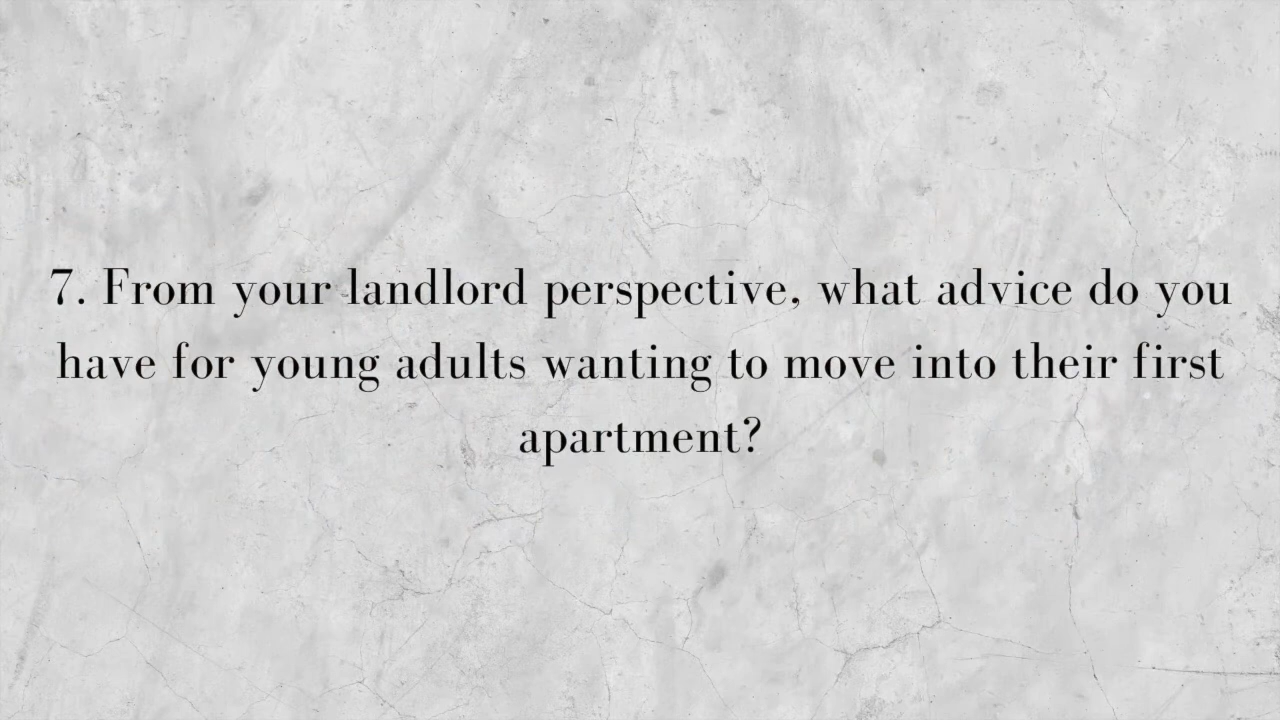 7. From your landlord perspective, what advice do you
have for young adults wanting to move into their first
apartment?